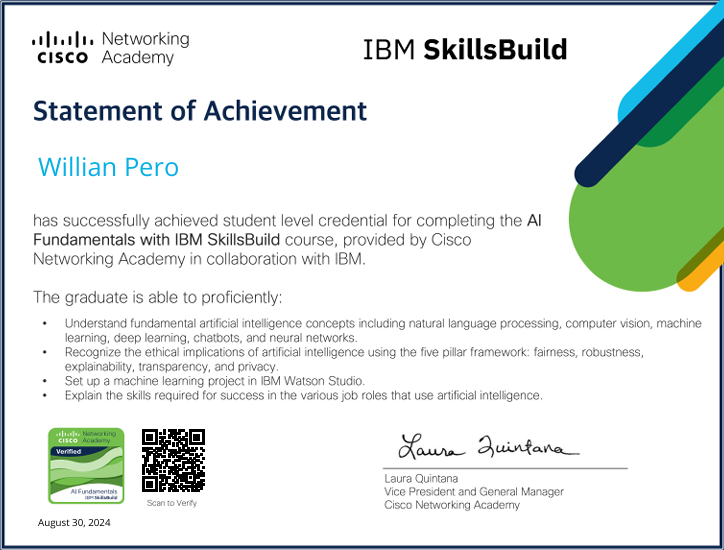 CISCO Networking Academy
IBM SkillsBuild
Statement of Achievement
Willian Pero
has successfully achieved student level credential for completing the AI
Fundamentals with IBM SkillsBuild course, provided by Cisco
Networking Academy in collaboration with IBM.
The graduate is able to proficiently:
• Understand fundamental artificial intelligence concepts including natural language processing, computer vision, machine
learning, deep learning, chatbots, and neural networks.
• Recognize the ethical implications of artificial intelligence using the five pillar framework: fairness, robustness,
explainability, transparency, and privacy.
• Set up a machine learning project in IBM Watson Studio.
• Explain the skills required for success in the various job roles that use artificial intelligence.
CISCO Networking Academy
Verified
AI Fundamentals
IBM SkillsBuild
Scan to Verify
August 30, 2024
Laura Quintana
Laura Quintana
Vice President and General Manager
Cisco Networking Academy